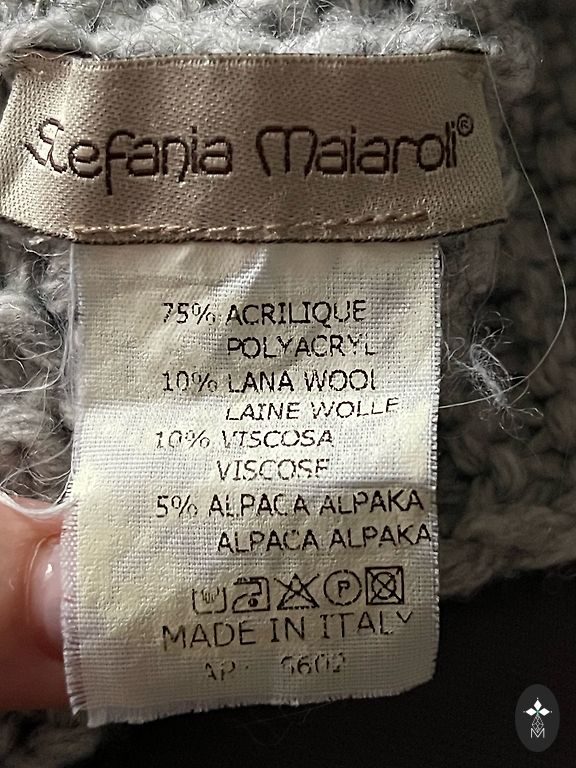 Stefania Maiaroli®
75% ACRILIQUE
POLYACRYL
10% LANA WOOL
LAINE WOLLE
10% VISCOSA
VISCOSE
5% ALPACA ALPAKA
ALPACA ALPAKA
P
MADE IN ITALY
5602
M